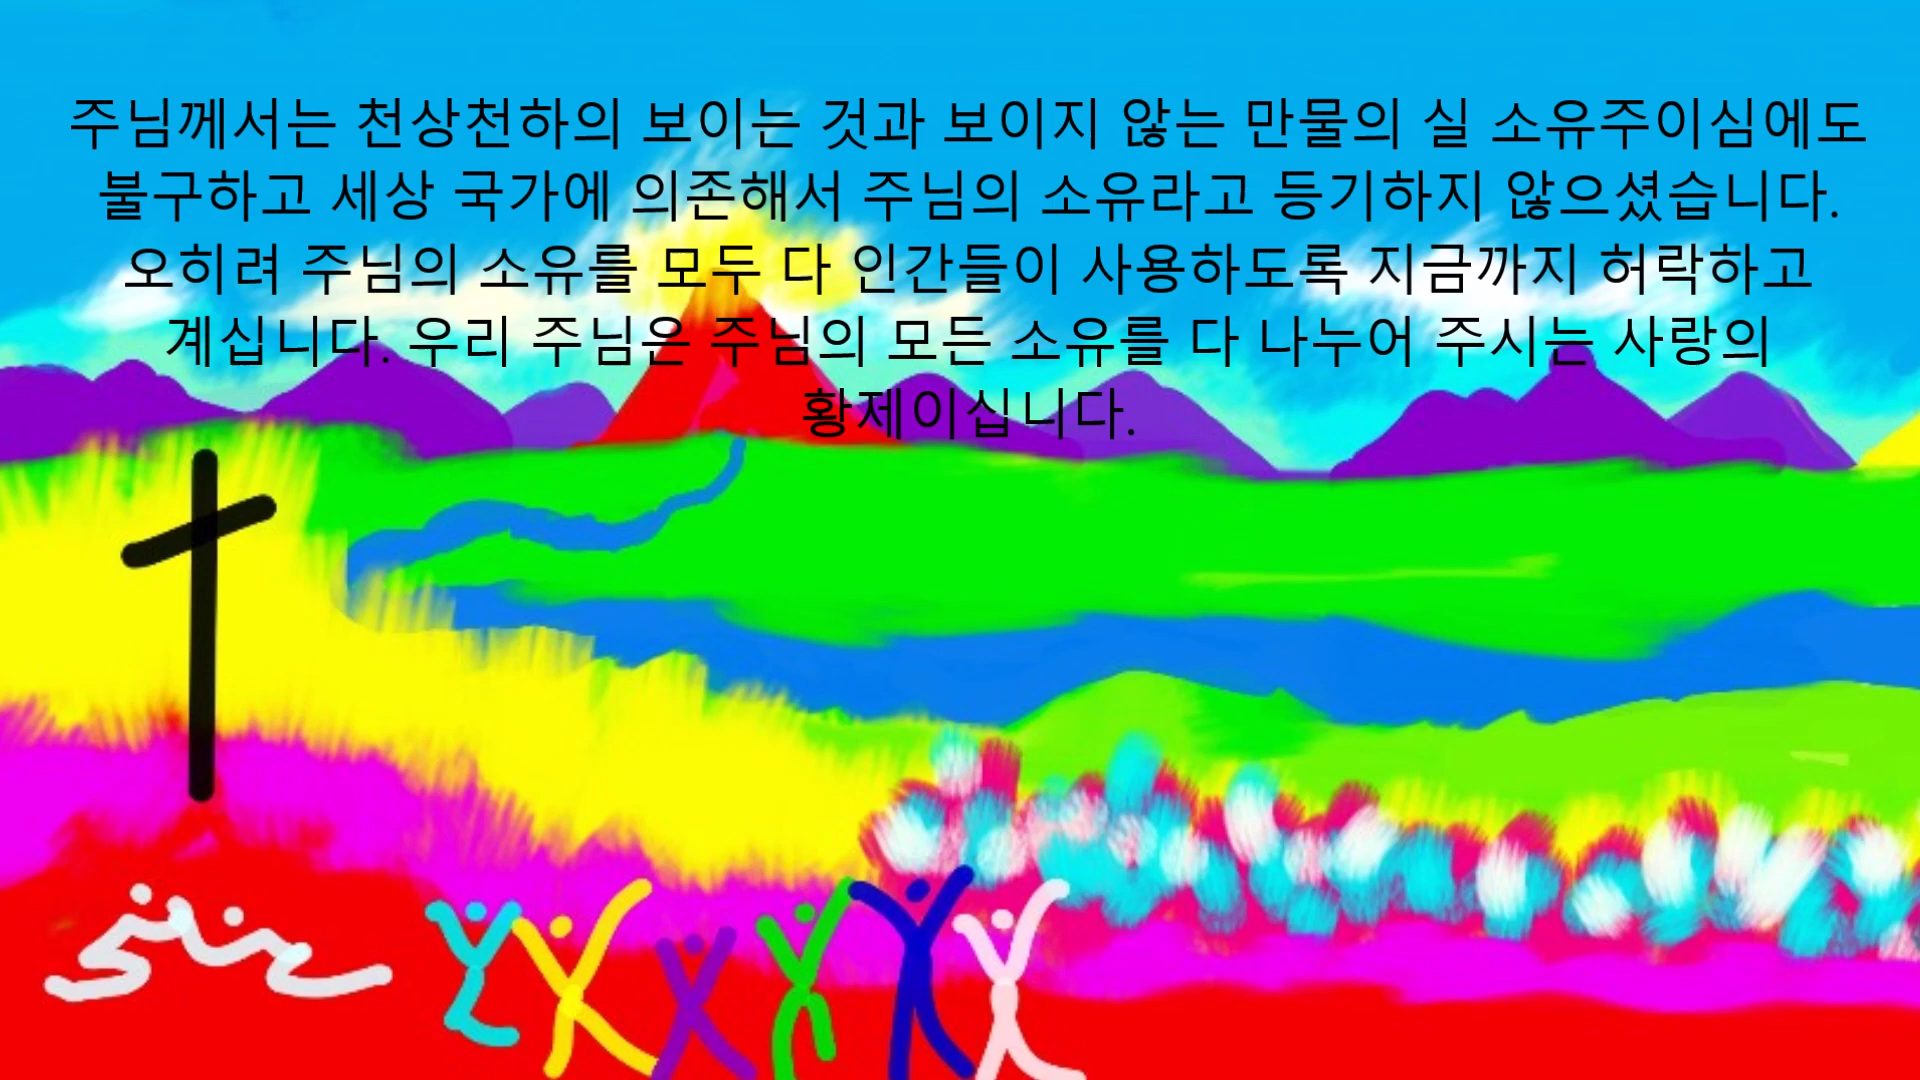 주님께서는 천상천하의 보이는 것과 보이지 않는 만물의 실 소유주이심에도
불구하고 세상 국가에 의존해서 주님의 소유라고 등기하지 않으셨습니다.
오히려 주님의 소유를 모두 다 인간들이 사용하도록 지금까지 허락하고
계십니다. 우리 주님은 주님의 모든 소유를 다 나누어 주시는 사랑의
황제이십니다.